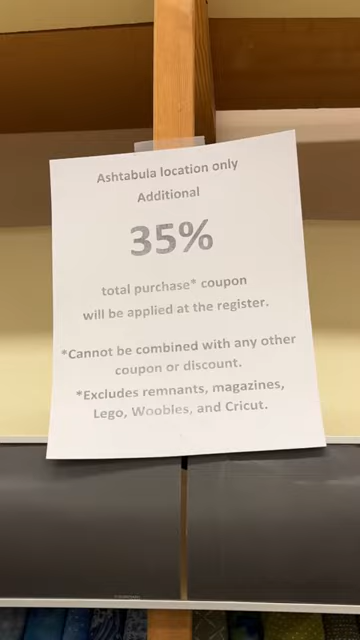 Ashtabula location only
Additional
35%
total purchase* coupon
will be applied at the register.
*Cannot be combined with any other
coupon or discount.
*Excludes remnants, magazines,
Lego, Woobles, and Cricut.